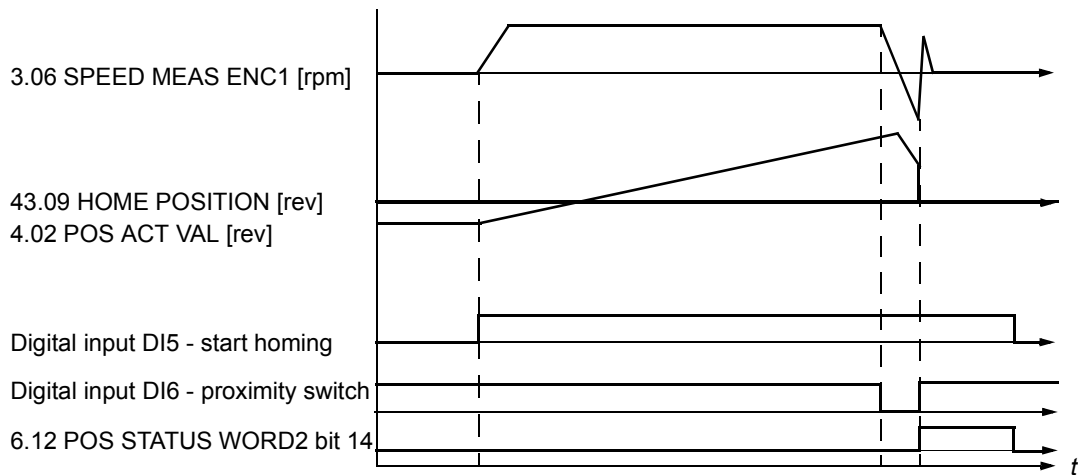 3.06 SPEED MEAS ENC1 [rpm]
43.09 HOME POSITION [rev]
4.02 POS ACT VAL [rev]
Digital input DI5 - start homing
Digital input DI6 - proximity switch
6.12 POS STATUS WORD2 bit 14
t